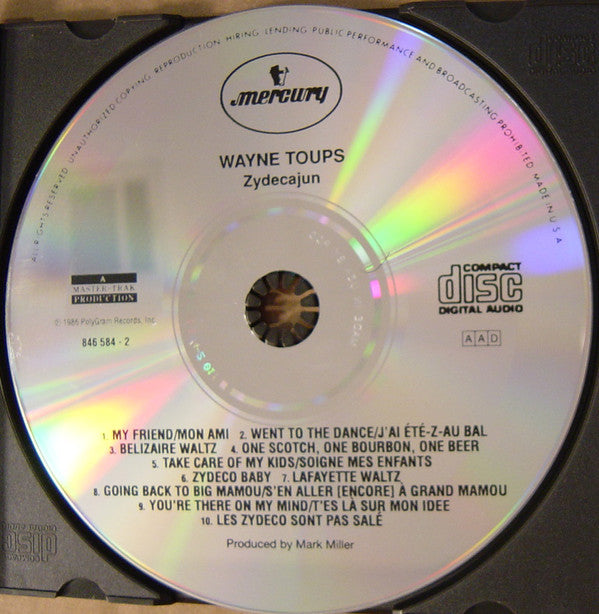 ALL RIGHTS RESERVED. UNAUTHORIZED COPYING, REPRODUCTION, HIRING, LENDING, PUBLIC PERFORMANCE AND BROADCASTING PROHIBITED. MADE IN U.S.A.
mercury
WAYNE TOUPS
Zydecajun
A
MASTER-TRAK
PRODUCTION
℗ 1986 PolyGram Records, Inc.
846 584 - 2
COMPACT
disc
DIGITAL AUDIO
AAD
1. MY FRIEND/MON AMI 2. WENT TO THE DANCE/J'AI ÉTÉ-Z-AU BAL
3. BELIZAIRE WALTZ 4. ONE SCOTCH, ONE BOURBON, ONE BEER
5. TAKE CARE OF MY KIDS/SOIGNE MES ENFANTS
6. ZYDECO BABY 7. LAFAYETTE WALTZ
8. GOING BACK TO BIG MAMOU/S'EN ALLER [ENCORE] À GRAND MAMOU
9. YOU'RE THERE ON MY MIND/T'ES LÀ SUR MON IDEE
10. LES ZYDECO SONT PAS SALÉ
Produced by Mark Miller